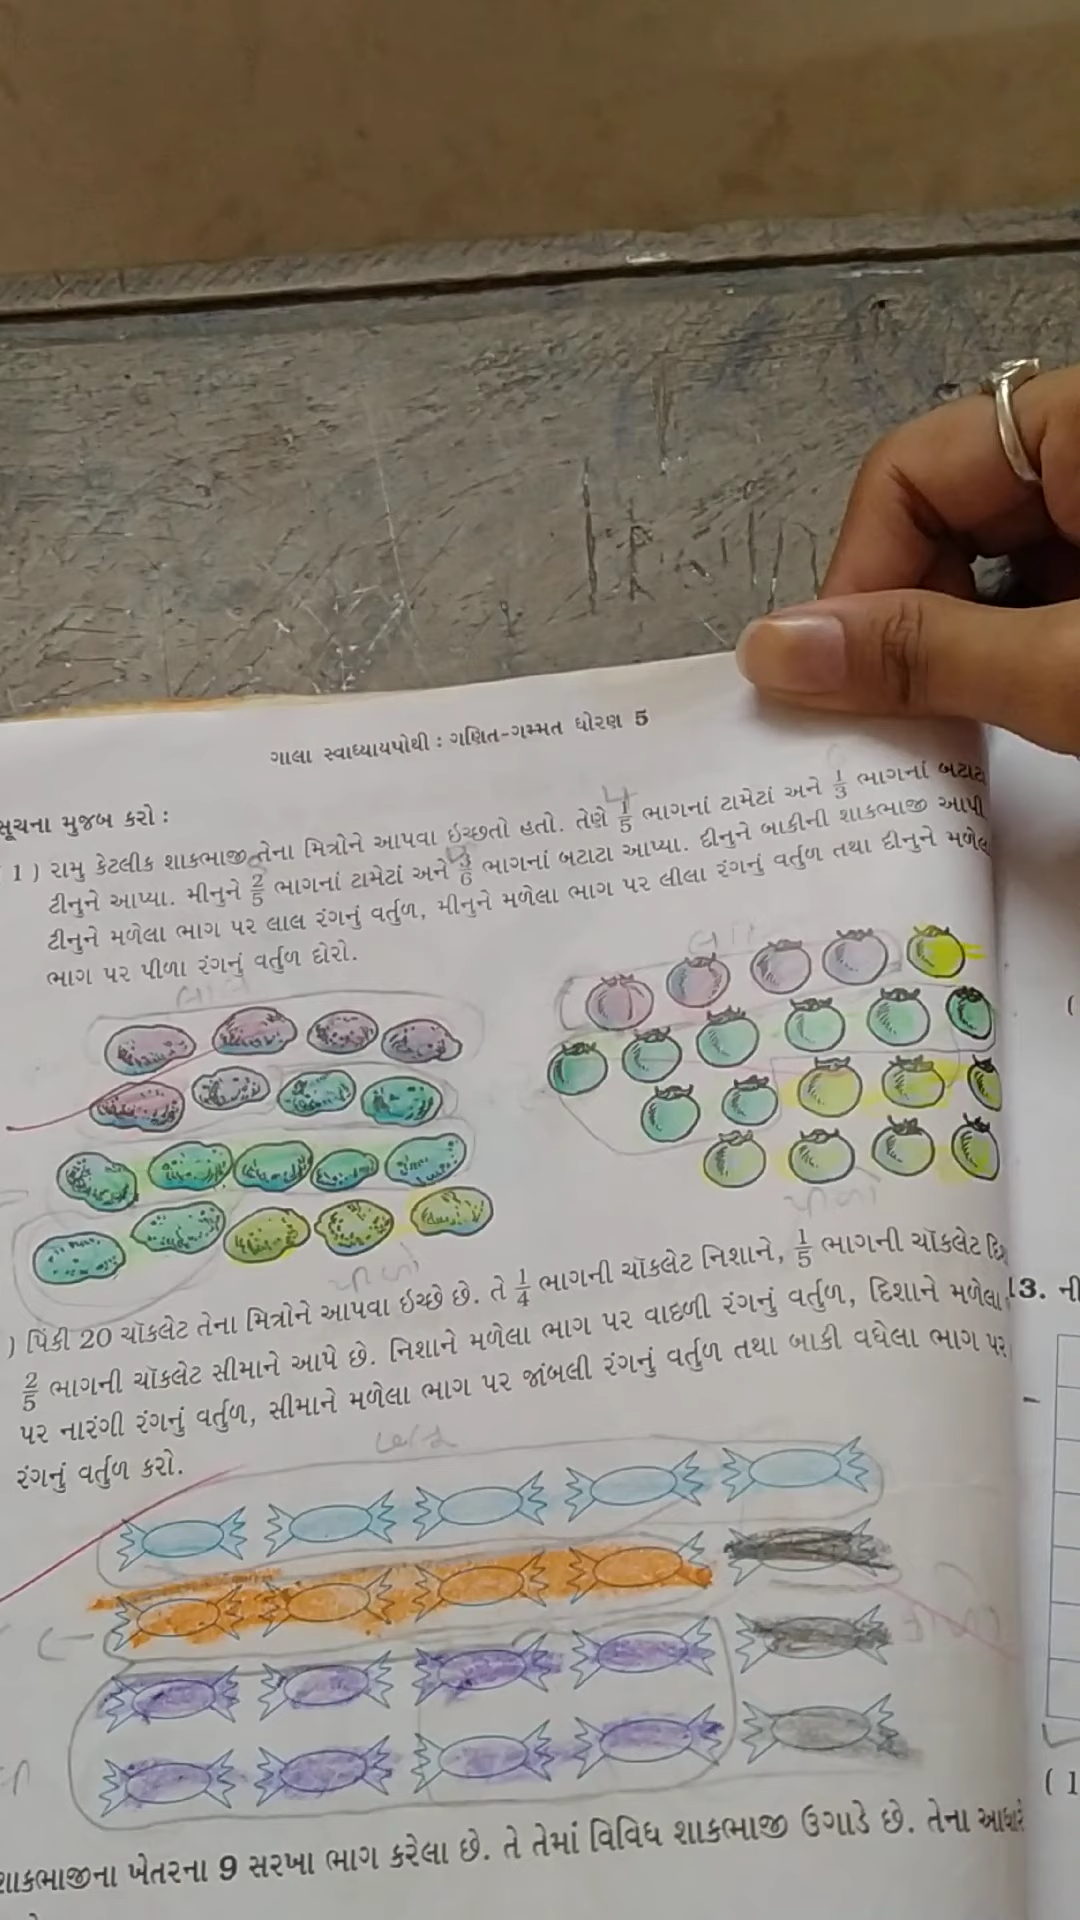 ગાલા સ્વાધ્યાયપોથી : ગણિત-ગમ્મત ધોરણ 5
સૂચના મુજબ કરો :
1 ) રામુ કેટલીક શાકભાજી તેના મિત્રોને આપવા ઇચ્છતો હતો. તેણે 1/5 ભાગનાં ટામેટાં અને 1/3 ભાગનાં બટાટા
ટીનુને આપ્યા. મીનુને 2/5 ભાગનાં ટામેટાં અને 3/6 ભાગનાં બટાટા આપ્યા. દીનુને બાકીની શાકભાજી આપી
ટીનુને મળેલા ભાગ પર લાલ રંગનું વર્તુળ, મીનુને મળેલા ભાગ પર લીલા રંગનું વર્તુળ તથા દીનુને મળેલ
ભાગ પર પીળા રંગનું વર્તુળ દોરો.
) પિંકી 20 ચૉકલેટ તેના મિત્રોને આપવા ઇચ્છે છે. તે 1/4 ભાગની ચૉકલેટ નિશાને, 1/5 ભાગની ચૉકલેટ
2/5 ભાગની ચૉકલેટ સીમાને આપે છે. નિશાને મળેલા ભાગ પર વાદળી રંગનું વર્તુળ, દિશાને મળેલા
પર નારંગી રંગનું વર્તુળ, સીમાને મળેલા ભાગ પર જાંબલી રંગનું વર્તુળ તથા બાકી વધેલા ભાગ પર
રંગનું વર્તુળ કરો.
શાકભાજીના ખેતરના 9 સરખા ભાગ કરેલા છે. તે તેમાં વિવિધ શાકભાજી ઉગાડે છે. તેના આધારે
13. ની
( 1